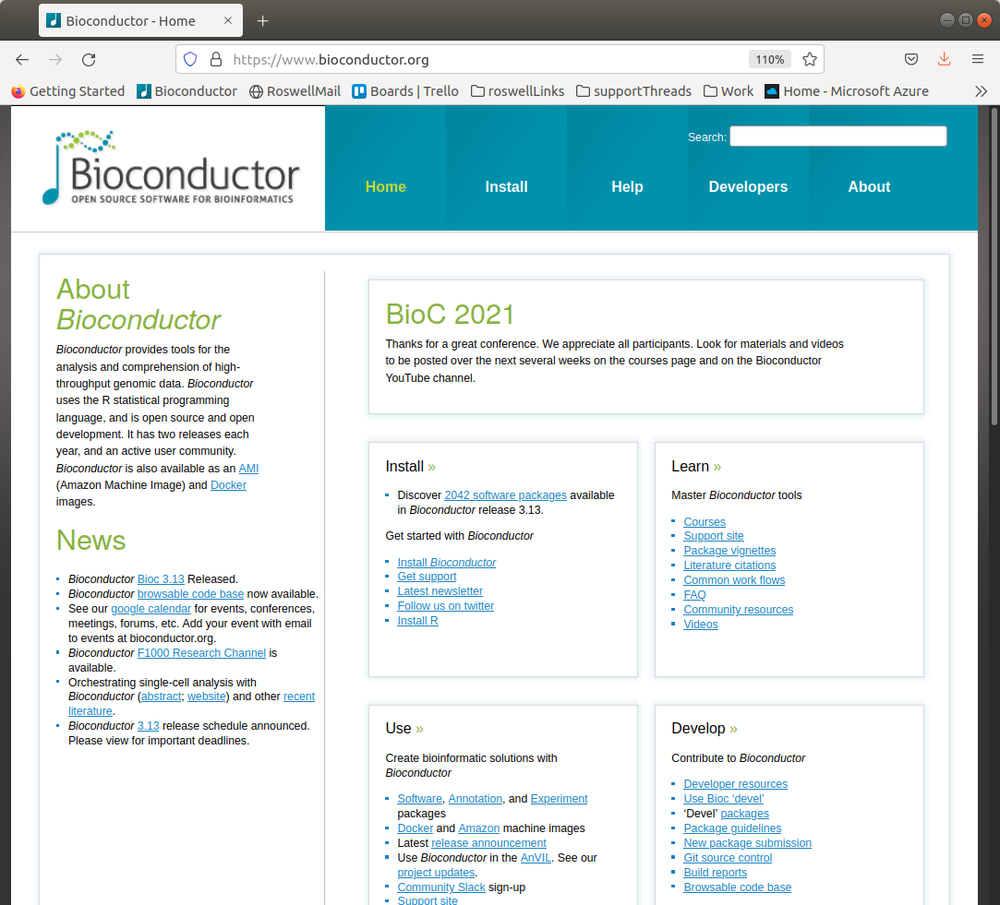 Bioconductor - Home
https://www.bioconductor.org
110%
Getting Started
Bioconductor
RoswellMail
Boards | Trello
roswellLinks
supportThreads
Work
Home - Microsoft Azure
Bioconductor
OPEN SOURCE SOFTWARE FOR BIOINFORMATICS
Search:
Home
Install
Help
Developers
About
About
Bioconductor
Bioconductor provides tools for the
analysis and comprehension of high-
throughput genomic data. Bioconductor
uses the R statistical programming
language, and is open source and open
development. It has two releases each
year, and an active user community.
Bioconductor is also available as an AMI
(Amazon Machine Image) and Docker
images.
News
Bioconductor Bioc 3.13 Released.
Bioconductor browsable code base now available.
See our google calendar for events, conferences,
meetings, forums, etc. Add your event with email
to events at bioconductor.org.
Bioconductor F1000 Research Channel is
available.
Orchestrating single-cell analysis with
Bioconductor (abstract; website) and other recent
literature.
Bioconductor 3.13 release schedule announced.
Please view for important deadlines.
BioC 2021
Thanks for a great conference. We appreciate all participants. Look for materials and videos
to be posted over the next several weeks on the courses page and on the Bioconductor
YouTube channel.
Install »
Discover 2042 software packages available
in Bioconductor release 3.13.
Get started with Bioconductor
Install Bioconductor
Get support
Latest newsletter
Follow us on twitter
Install R
Learn »
Master Bioconductor tools
Courses
Support site
Package vignettes
Literature citations
Common work flows
FAQ
Community resources
Videos
Use »
Create bioinformatic solutions with
Bioconductor
Software, Annotation, and Experiment
packages
Docker and Amazon machine images
Latest release announcement
Use Bioconductor in the AnVIL. See our
project updates.
Community Slack sign-up
Support site
Develop »
Contribute to Bioconductor
Developer resources
Use Bioc ‘devel’
‘Devel’ packages
Package guidelines
New package submission
Git source control
Build reports
Browsable code base